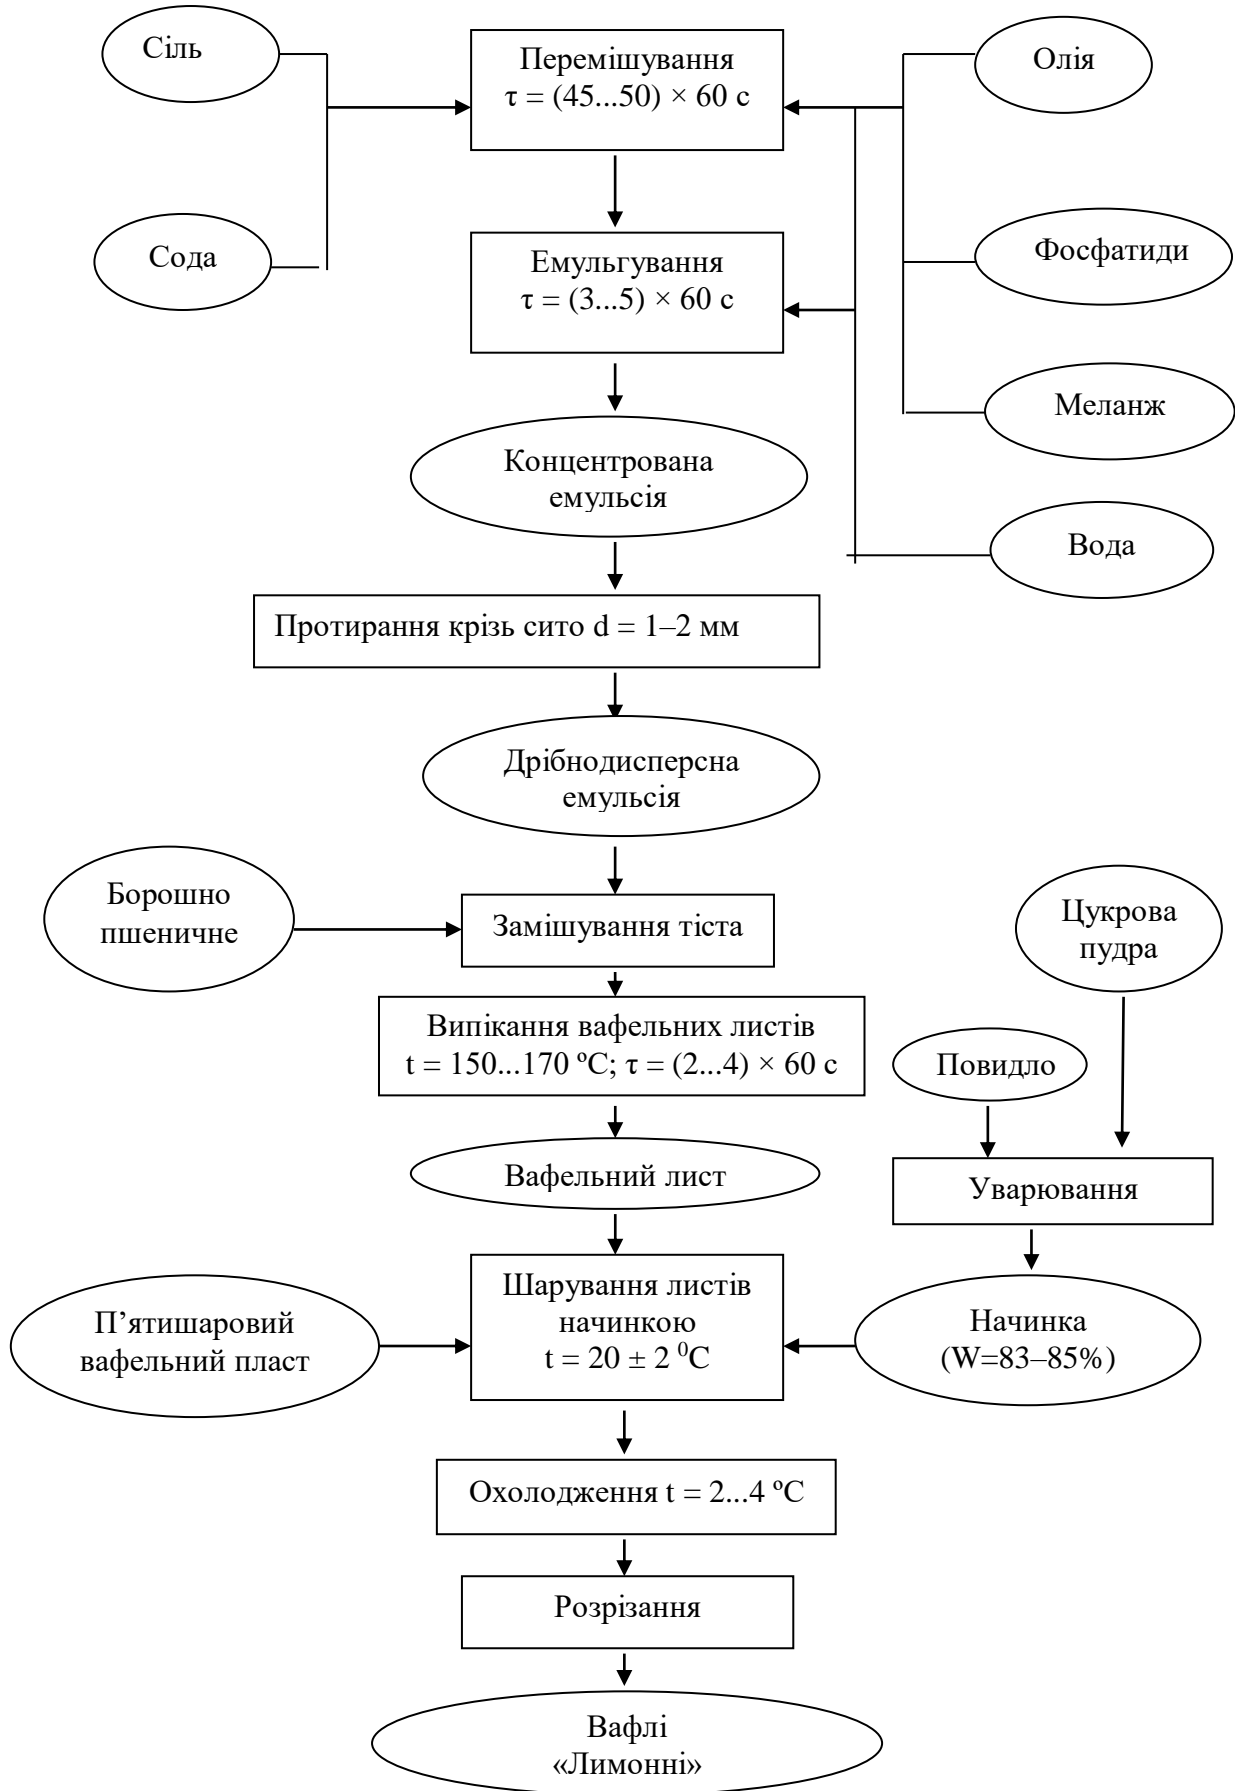 Сіль
Перемішування
τ = (45...50) × 60 с
Олія
Сода
Емульгування
τ = (3...5) × 60 с
Фосфатиди
Меланж
Концентрована
емульсія
Вода
Протирання крізь сито d = 1–2 мм
Дрібнодисперсна
емульсія
Борошно
пшеничне
Замішування тіста
Цукрова
пудра
Випікання вафельних листів
t = 150...170 ºС; τ = (2...4) × 60 с
Повидло
Вафельний лист
Уварювання
П’ятишаровий
вафельний пласт
Шарування листів
начинкою
t = 20 ± 2 ⁰С
Начинка
(W=83–85%)
Охолодження t = 2...4 ºС
Розрізання
Вафлі
«Лимонні»